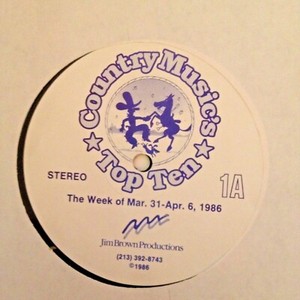 ★ Country Music's ★
Top Ten
STEREO
1A
The Week of Mar. 31-Apr. 6, 1986
Jim Brown Productions
(213) 392-8743
©1986